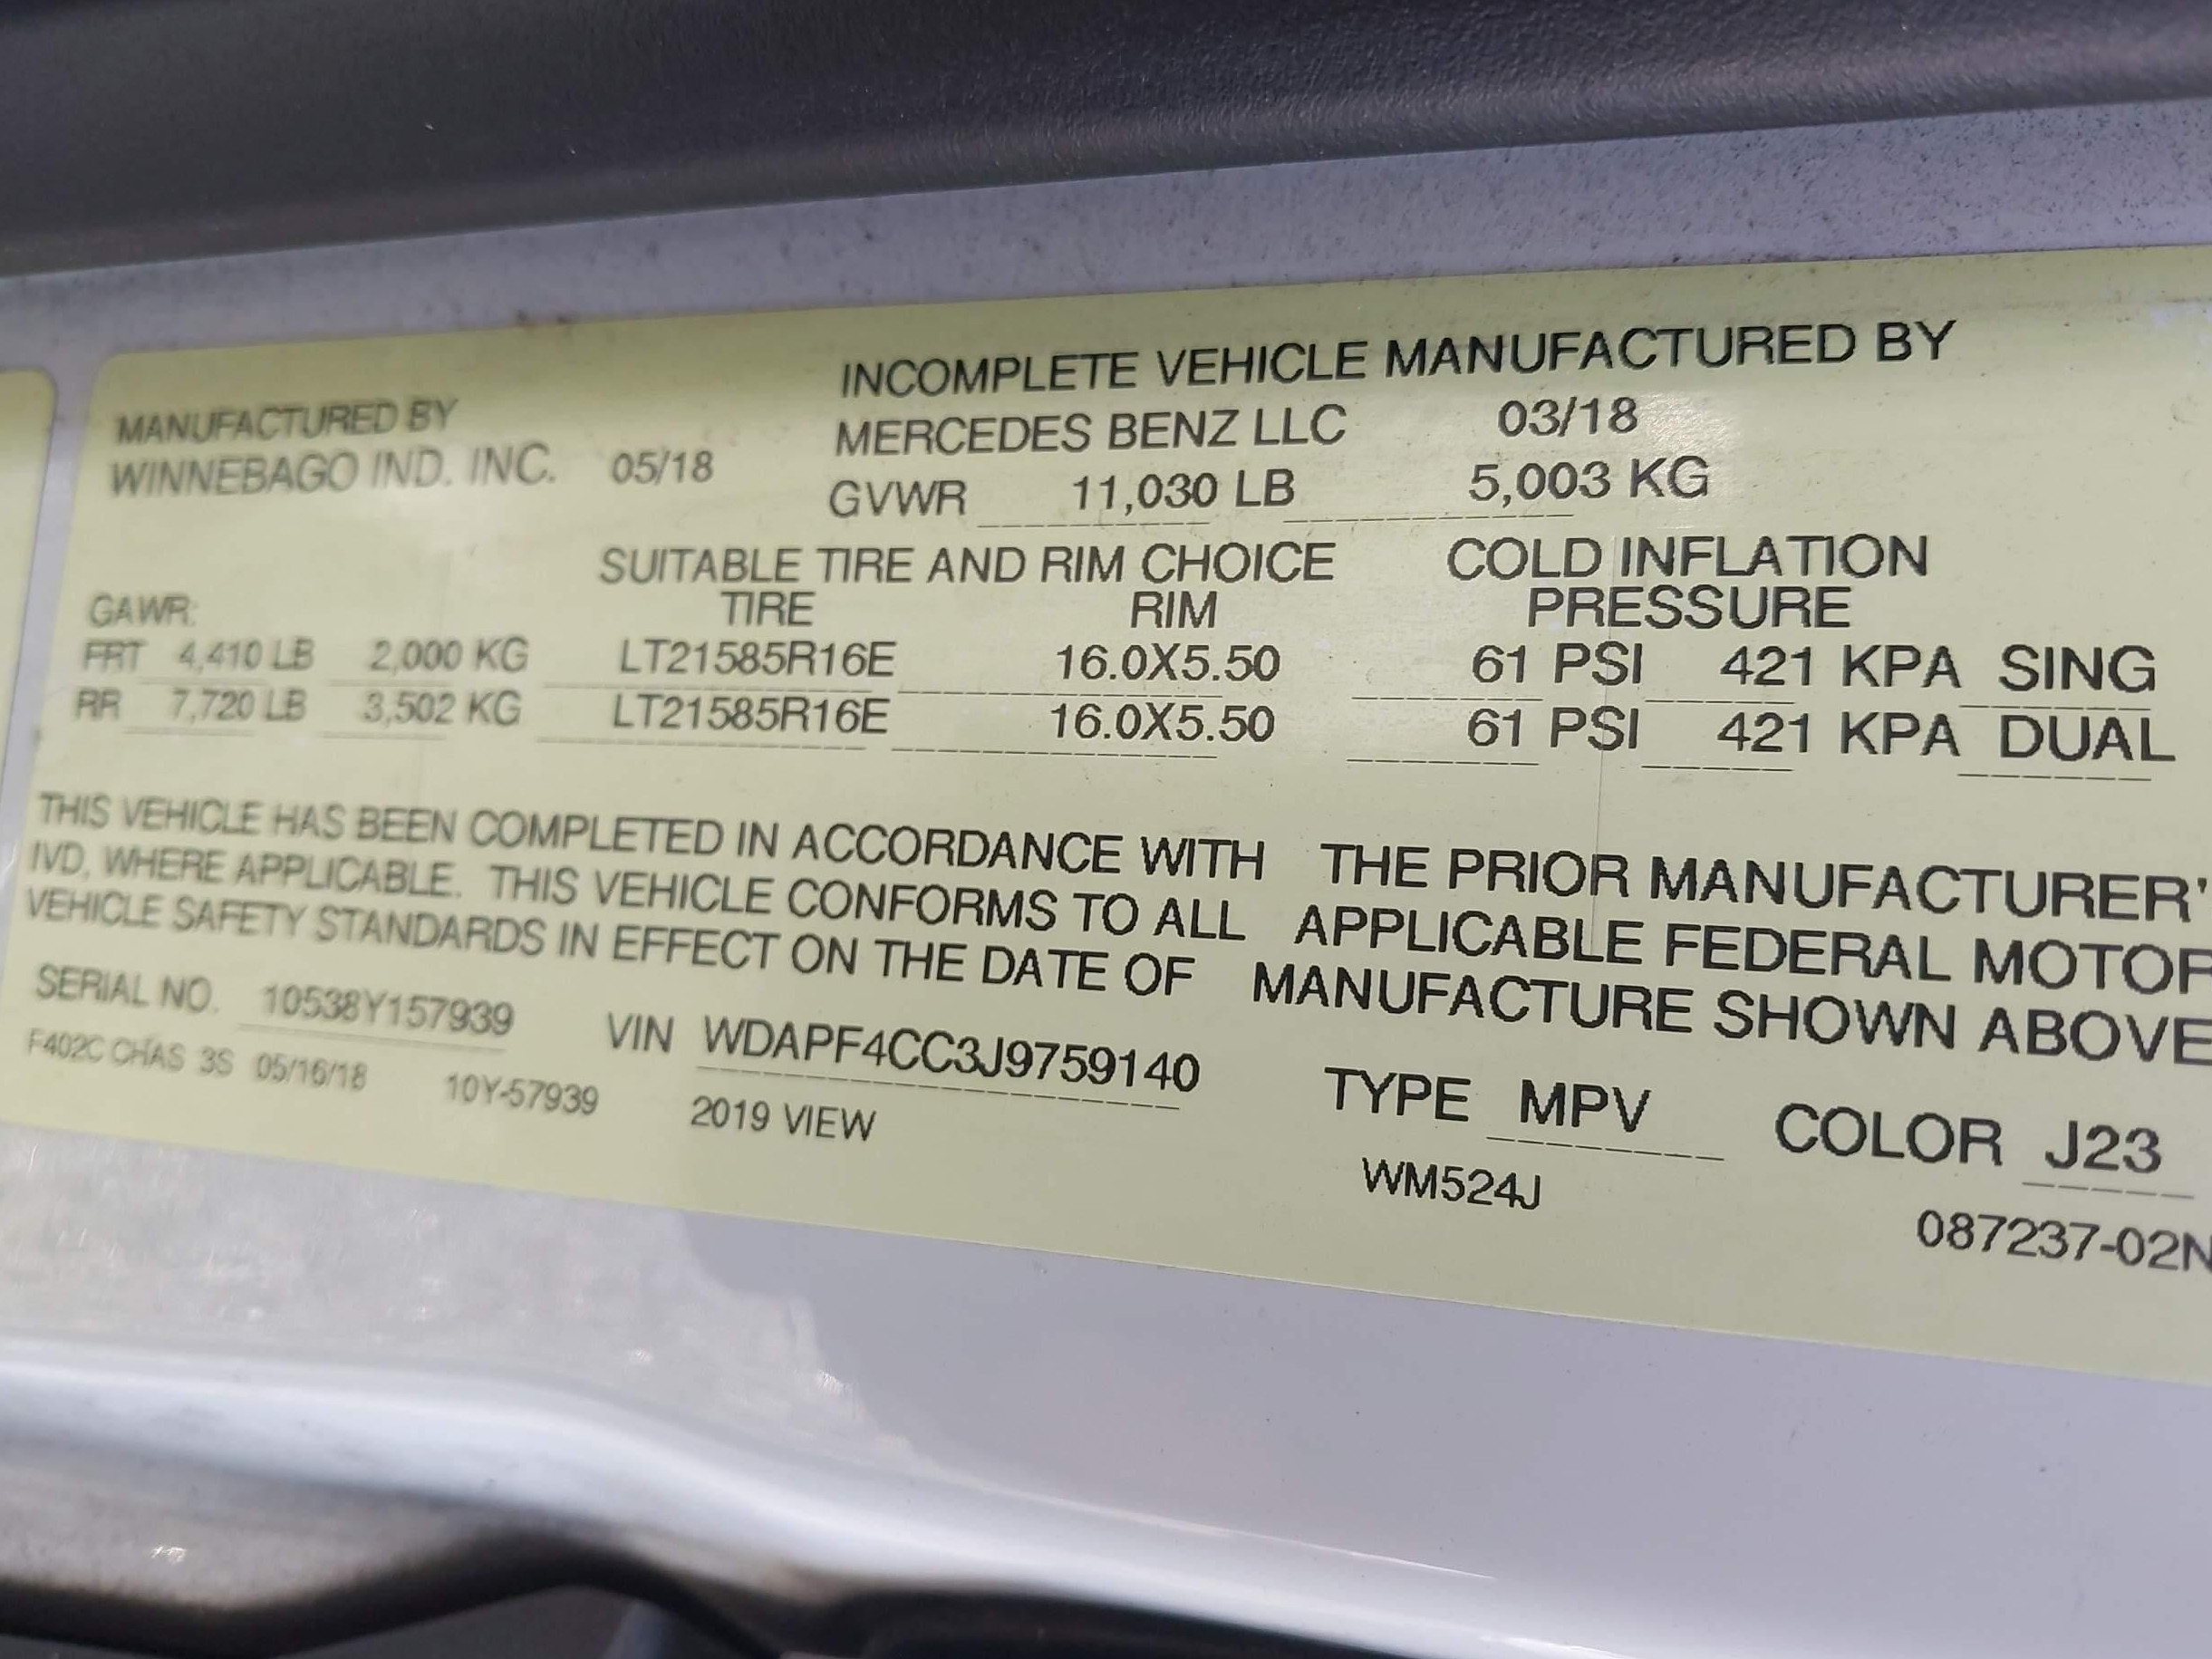 MANUFACTURED BY
WINNEBAGO IND. INC. 05/18
INCOMPLETE VEHICLE MANUFACTURED BY
MERCEDES BENZ LLC 03/18
GVWR 11,030 LB 5,003 KG
SUITABLE TIRE AND RIM CHOICE COLD INFLATION
GAWR: TIRE RIM PRESSURE
FRT 4,410 LB 2,000 KG LT21585R16E 16.0X5.50 61 PSI 421 KPA SING
RR 7,720 LB 3,502 KG LT21585R16E 16.0X5.50 61 PSI 421 KPA DUAL
THIS VEHICLE HAS BEEN COMPLETED IN ACCORDANCE WITH THE PRIOR MANUFACTURER'
IVD, WHERE APPLICABLE. THIS VEHICLE CONFORMS TO ALL APPLICABLE FEDERAL MOTOR
VEHICLE SAFETY STANDARDS IN EFFECT ON THE DATE OF MANUFACTURE SHOWN ABOVE
SERIAL NO. 10538Y157939 VIN WDAPF4CC3J9759140 TYPE MPV COLOR J23
F402C CHAS 3S 05/16/18 10Y-57939 2019 VIEW WM524J 087237-02N